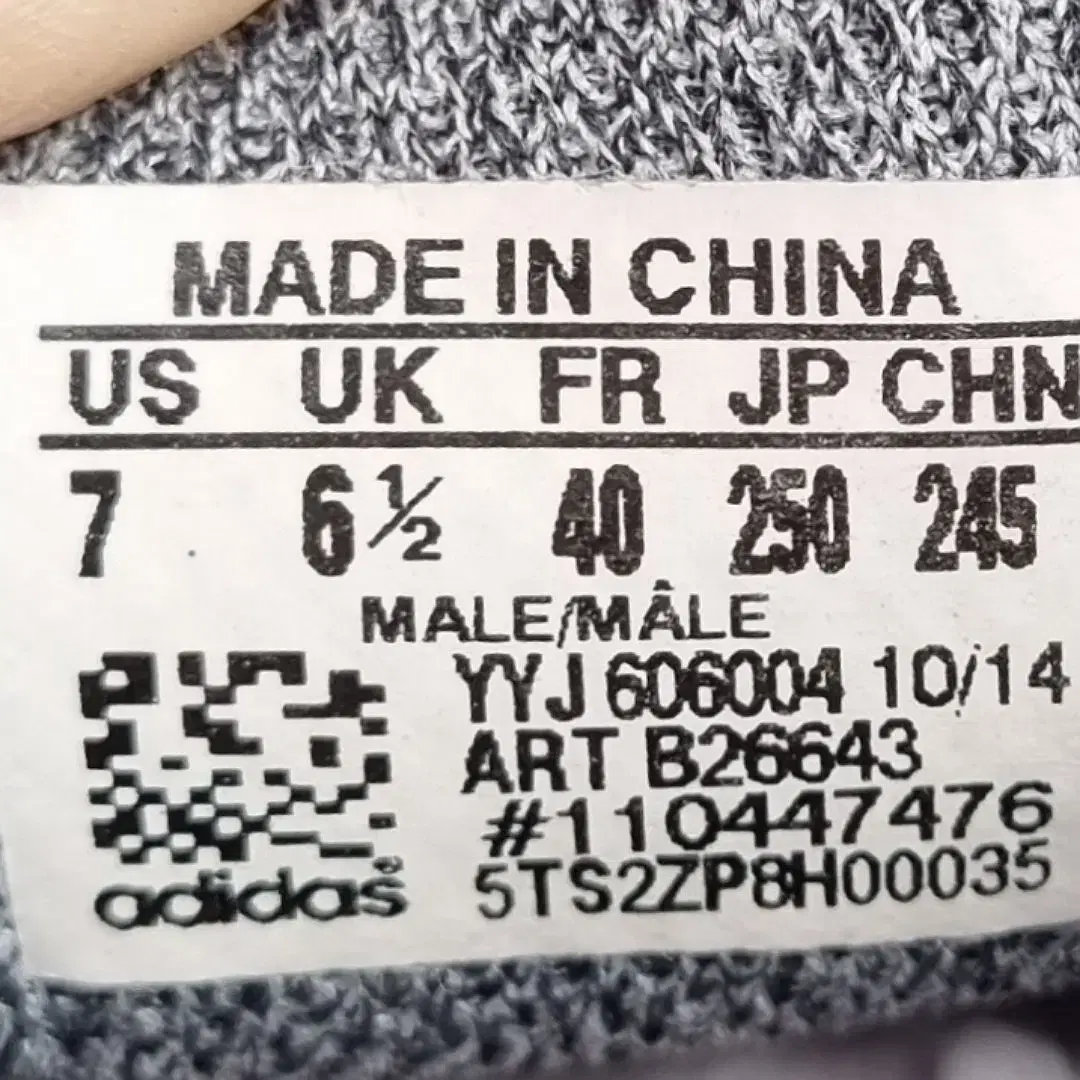 MADE IN CHINA
US UK FR JP CHN
7 6½ 40 250 245
MALE/MÂLE
YYJ 606004 10/14
ART B26643
#110447476
adidas® 5TS2ZP8H00035